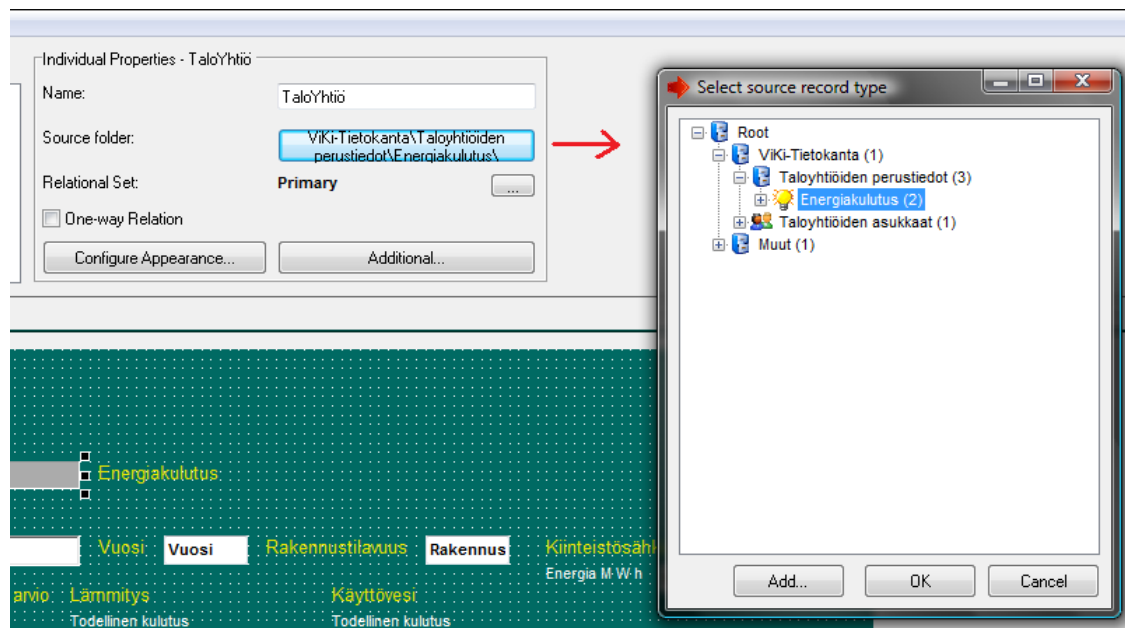 Individual Properties - TaloYhtiö
Name:
TaloYhtiö
Source folder:
ViKi-Tietokanta\Taloyhtiöiden
perustiedot\Energiakulutus\
Relational Set:
Primary
...
One-way Relation
Configure Appearance...
Additional...
Select source record type
Root
ViKi-Tietokanta (1)
Taloyhtiöiden perustiedot (3)
Energiakulutus (2)
Taloyhtiöiden asukkaat (1)
Muut (1)
Add...
OK
Cancel
Energiakulutus
Vuosi
Vuosi
Rakennustilavuus
Rakennus
Kiinteistösähk
Energia M W h
arvio
Lämmitys
Käyttövesi
Todellinen kulutus
Todellinen kulutus